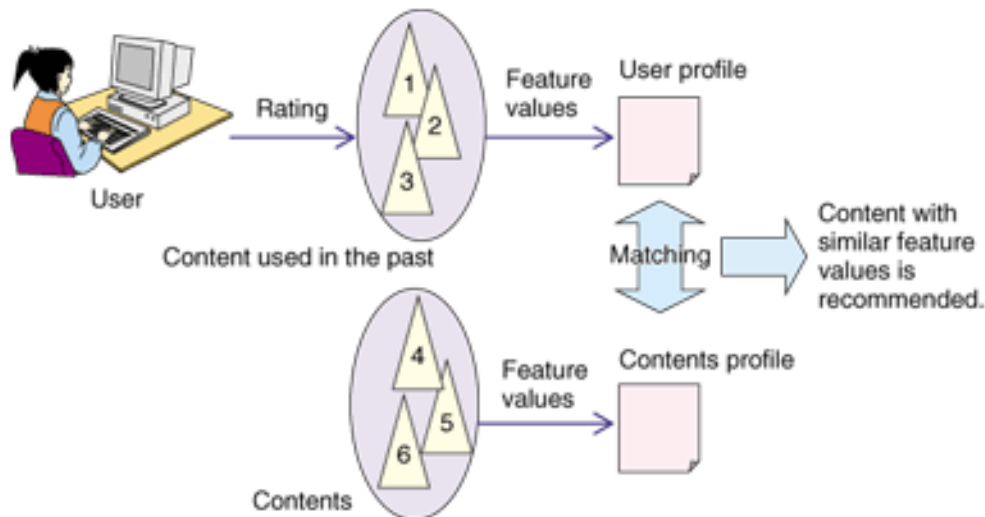 User
Rating
1
2
3
Content used in the past
Feature
values
User profile
Matching
Content with
similar feature
values is
recommended.
4
5
6
Contents
Feature
values
Contents profile